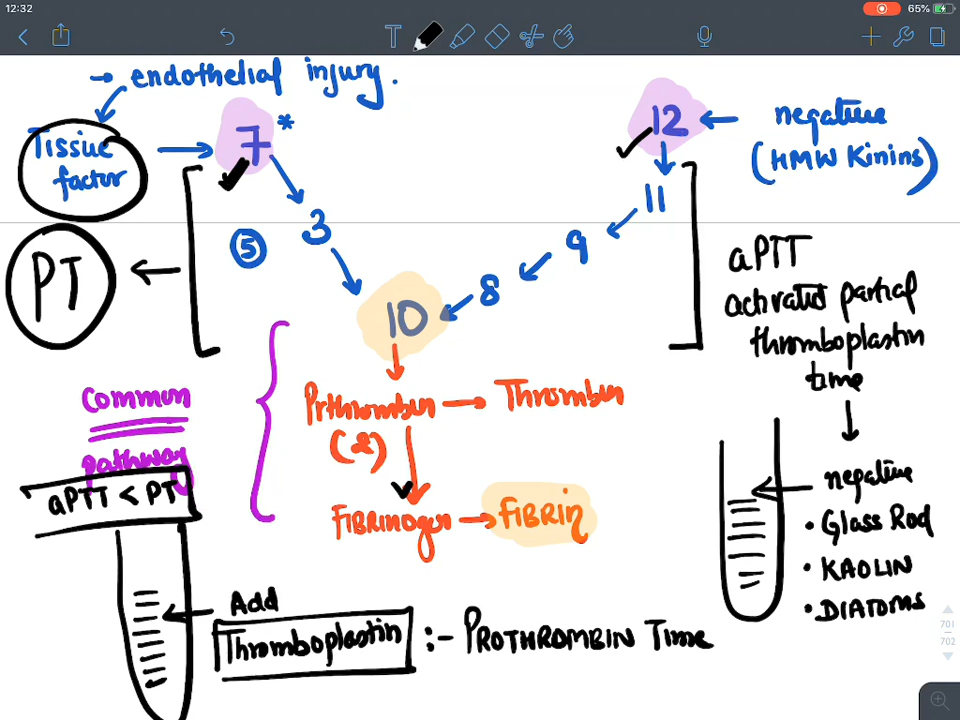 12:32
65%
→ endothelial injury.
Tissue
factor
7*
12
negative
(HMW Kinins)
11
3
5
9
8
10
PT
aPTT
activated partial
thromboplastin
time
Common
pathway
Prthrombin → Thrombin
(2)
FIBRINogen → FIBRIN
aPTT < PT
negative
• Glass Rod
• KAOLIN
• DIATOMS
Add
Thromboplastin :- PROTHROMBIN TIME
701
702